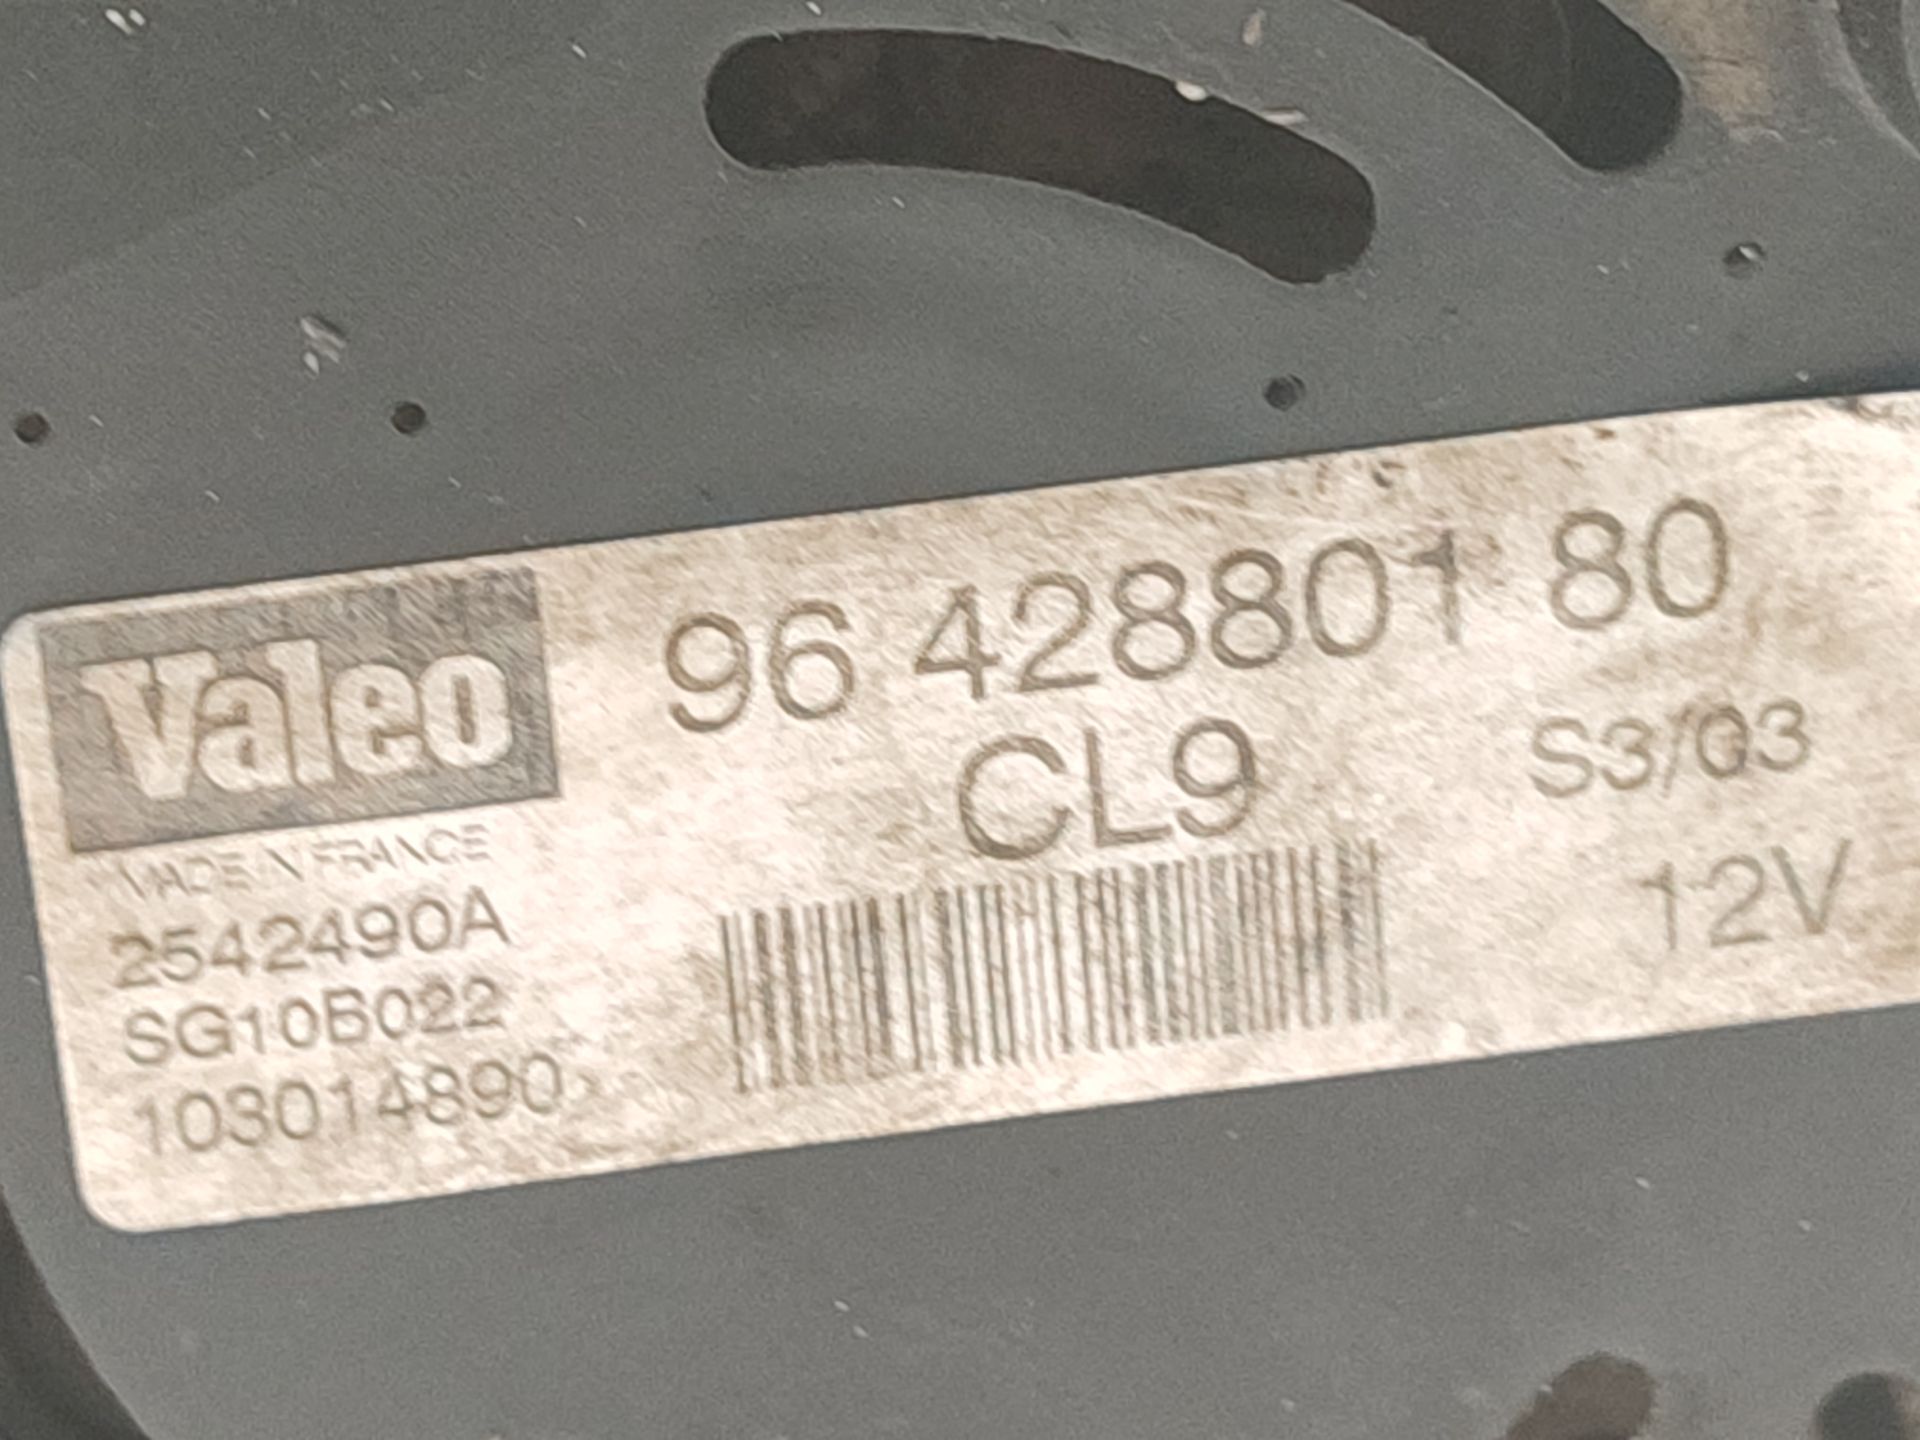 Valeo
MADE IN FRANCE
2542490A
SG10B022
103014890
96 428801 80
CL9
S3/03
12V